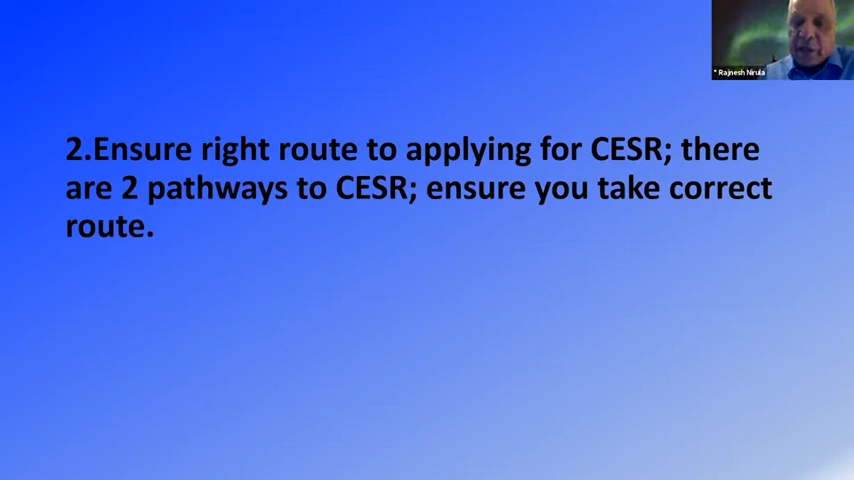 * Rajnesh Nirula
2.Ensure right route to applying for CESR; there
are 2 pathways to CESR; ensure you take correct
route.